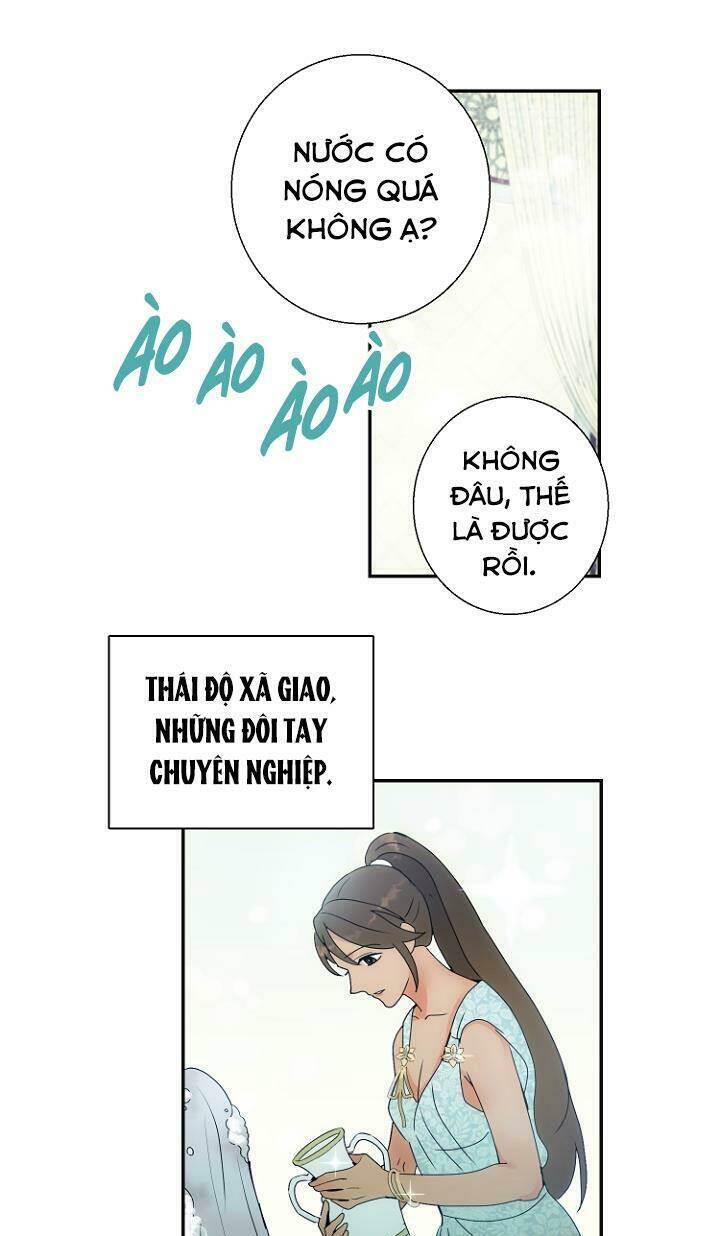 NƯỚC CÓ
NÓNG QUÁ
KHÔNG Ạ?
ÀO ÀO ÀO ÀO
KHÔNG
ĐÂU, THẾ
LÀ ĐƯỢC
RỒI.
THÁI ĐỘ XÃ GIAO,
NHỮNG ĐÔI TAY
CHUYÊN NGHIỆP.